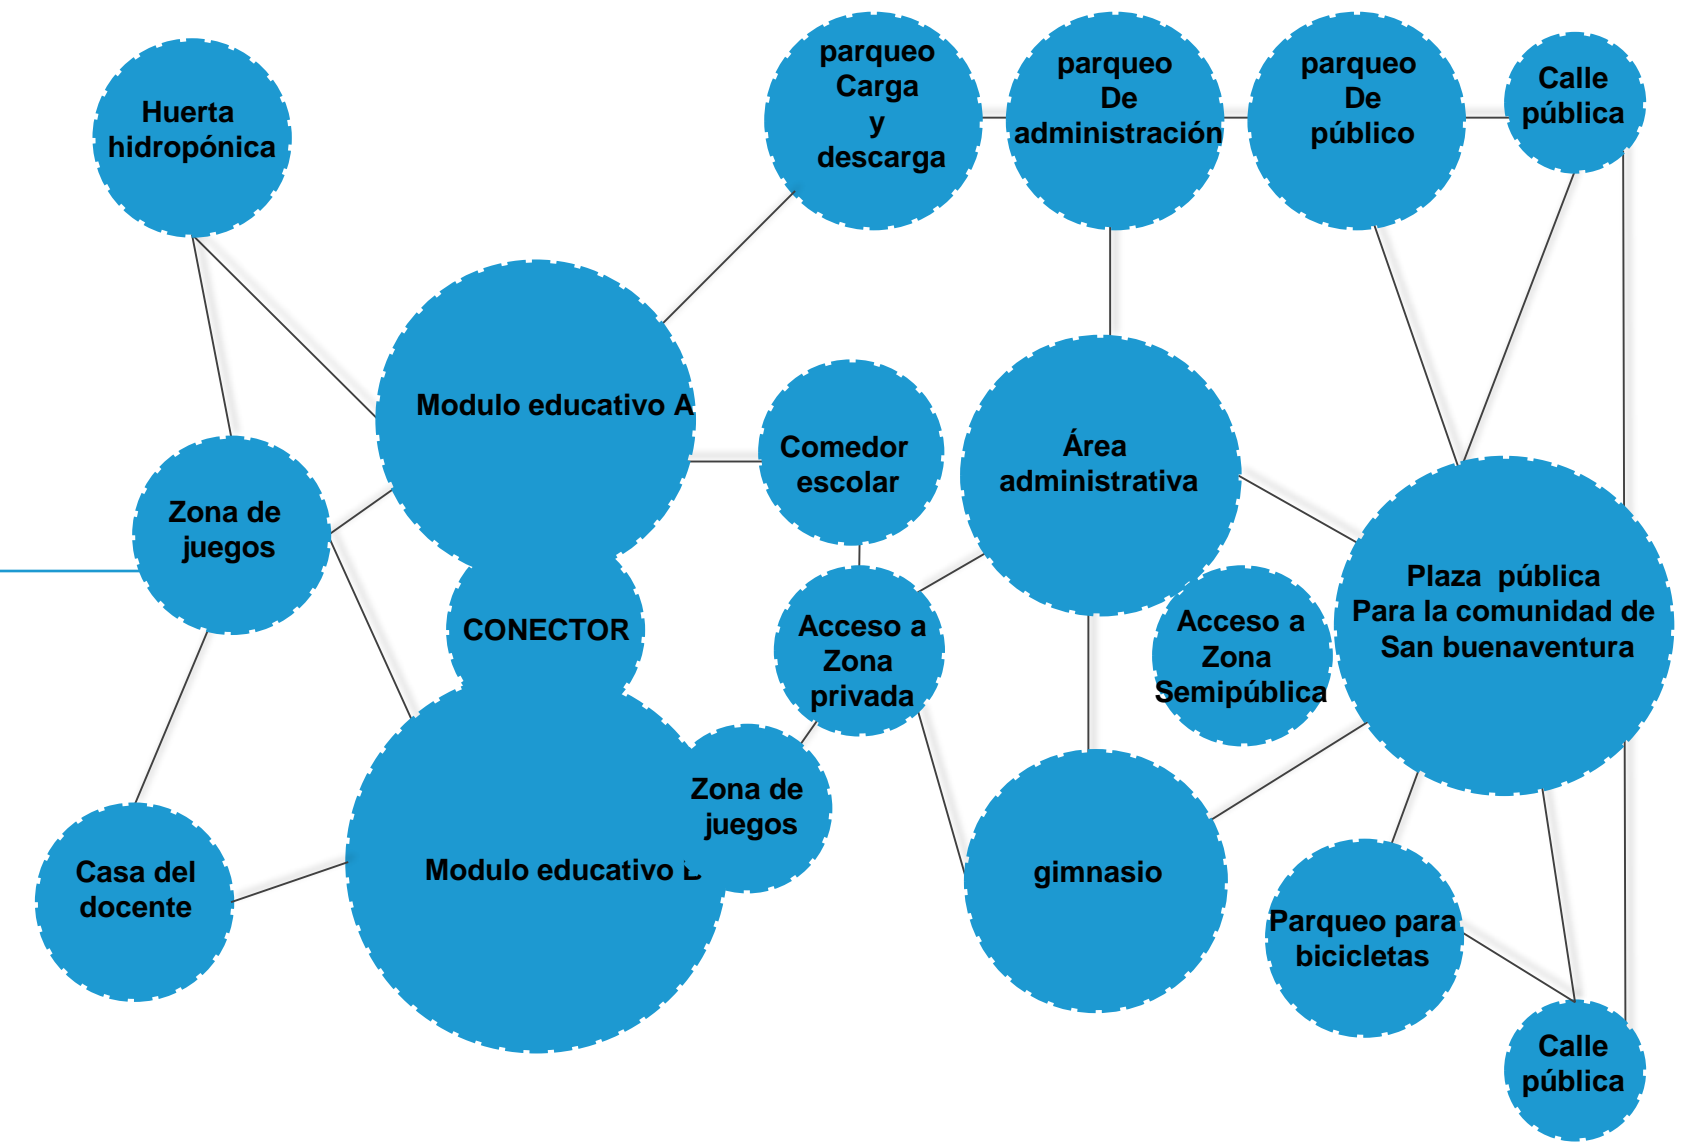 Huerta
hidropónica
parqueo
Carga
y
descarga
parqueo
De
administración
parqueo
De
público
Calle
pública
Modulo educativo A
Comedor
escolar
Área
administrativa
Zona de
juegos
CONECTOR
Acceso a
Zona
privada
Acceso a
Zona
Semipública
Plaza pública
Para la comunidad de
San buenaventura
Zona de
juegos
Modulo educativo
gimnasio
Casa del
docente
Parqueo para
bicicletas
Calle
pública